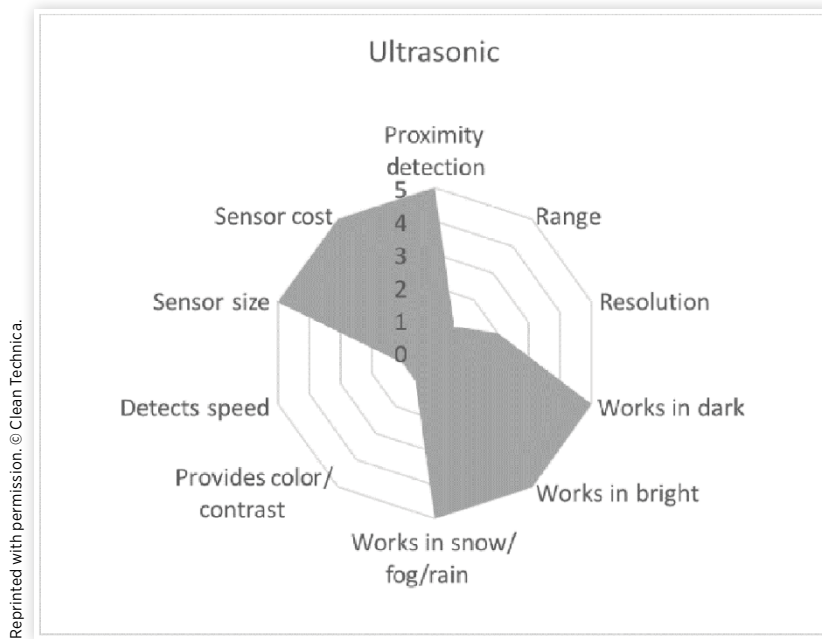 Ultrasonic
Proximity
detection
5
4
3
2
1
0
Range
Resolution
Works in dark
Works in bright
Works in snow/
fog/rain
Provides color/
contrast
Detects speed
Sensor size
Sensor cost
Reprinted with permission. © Clean Technica.